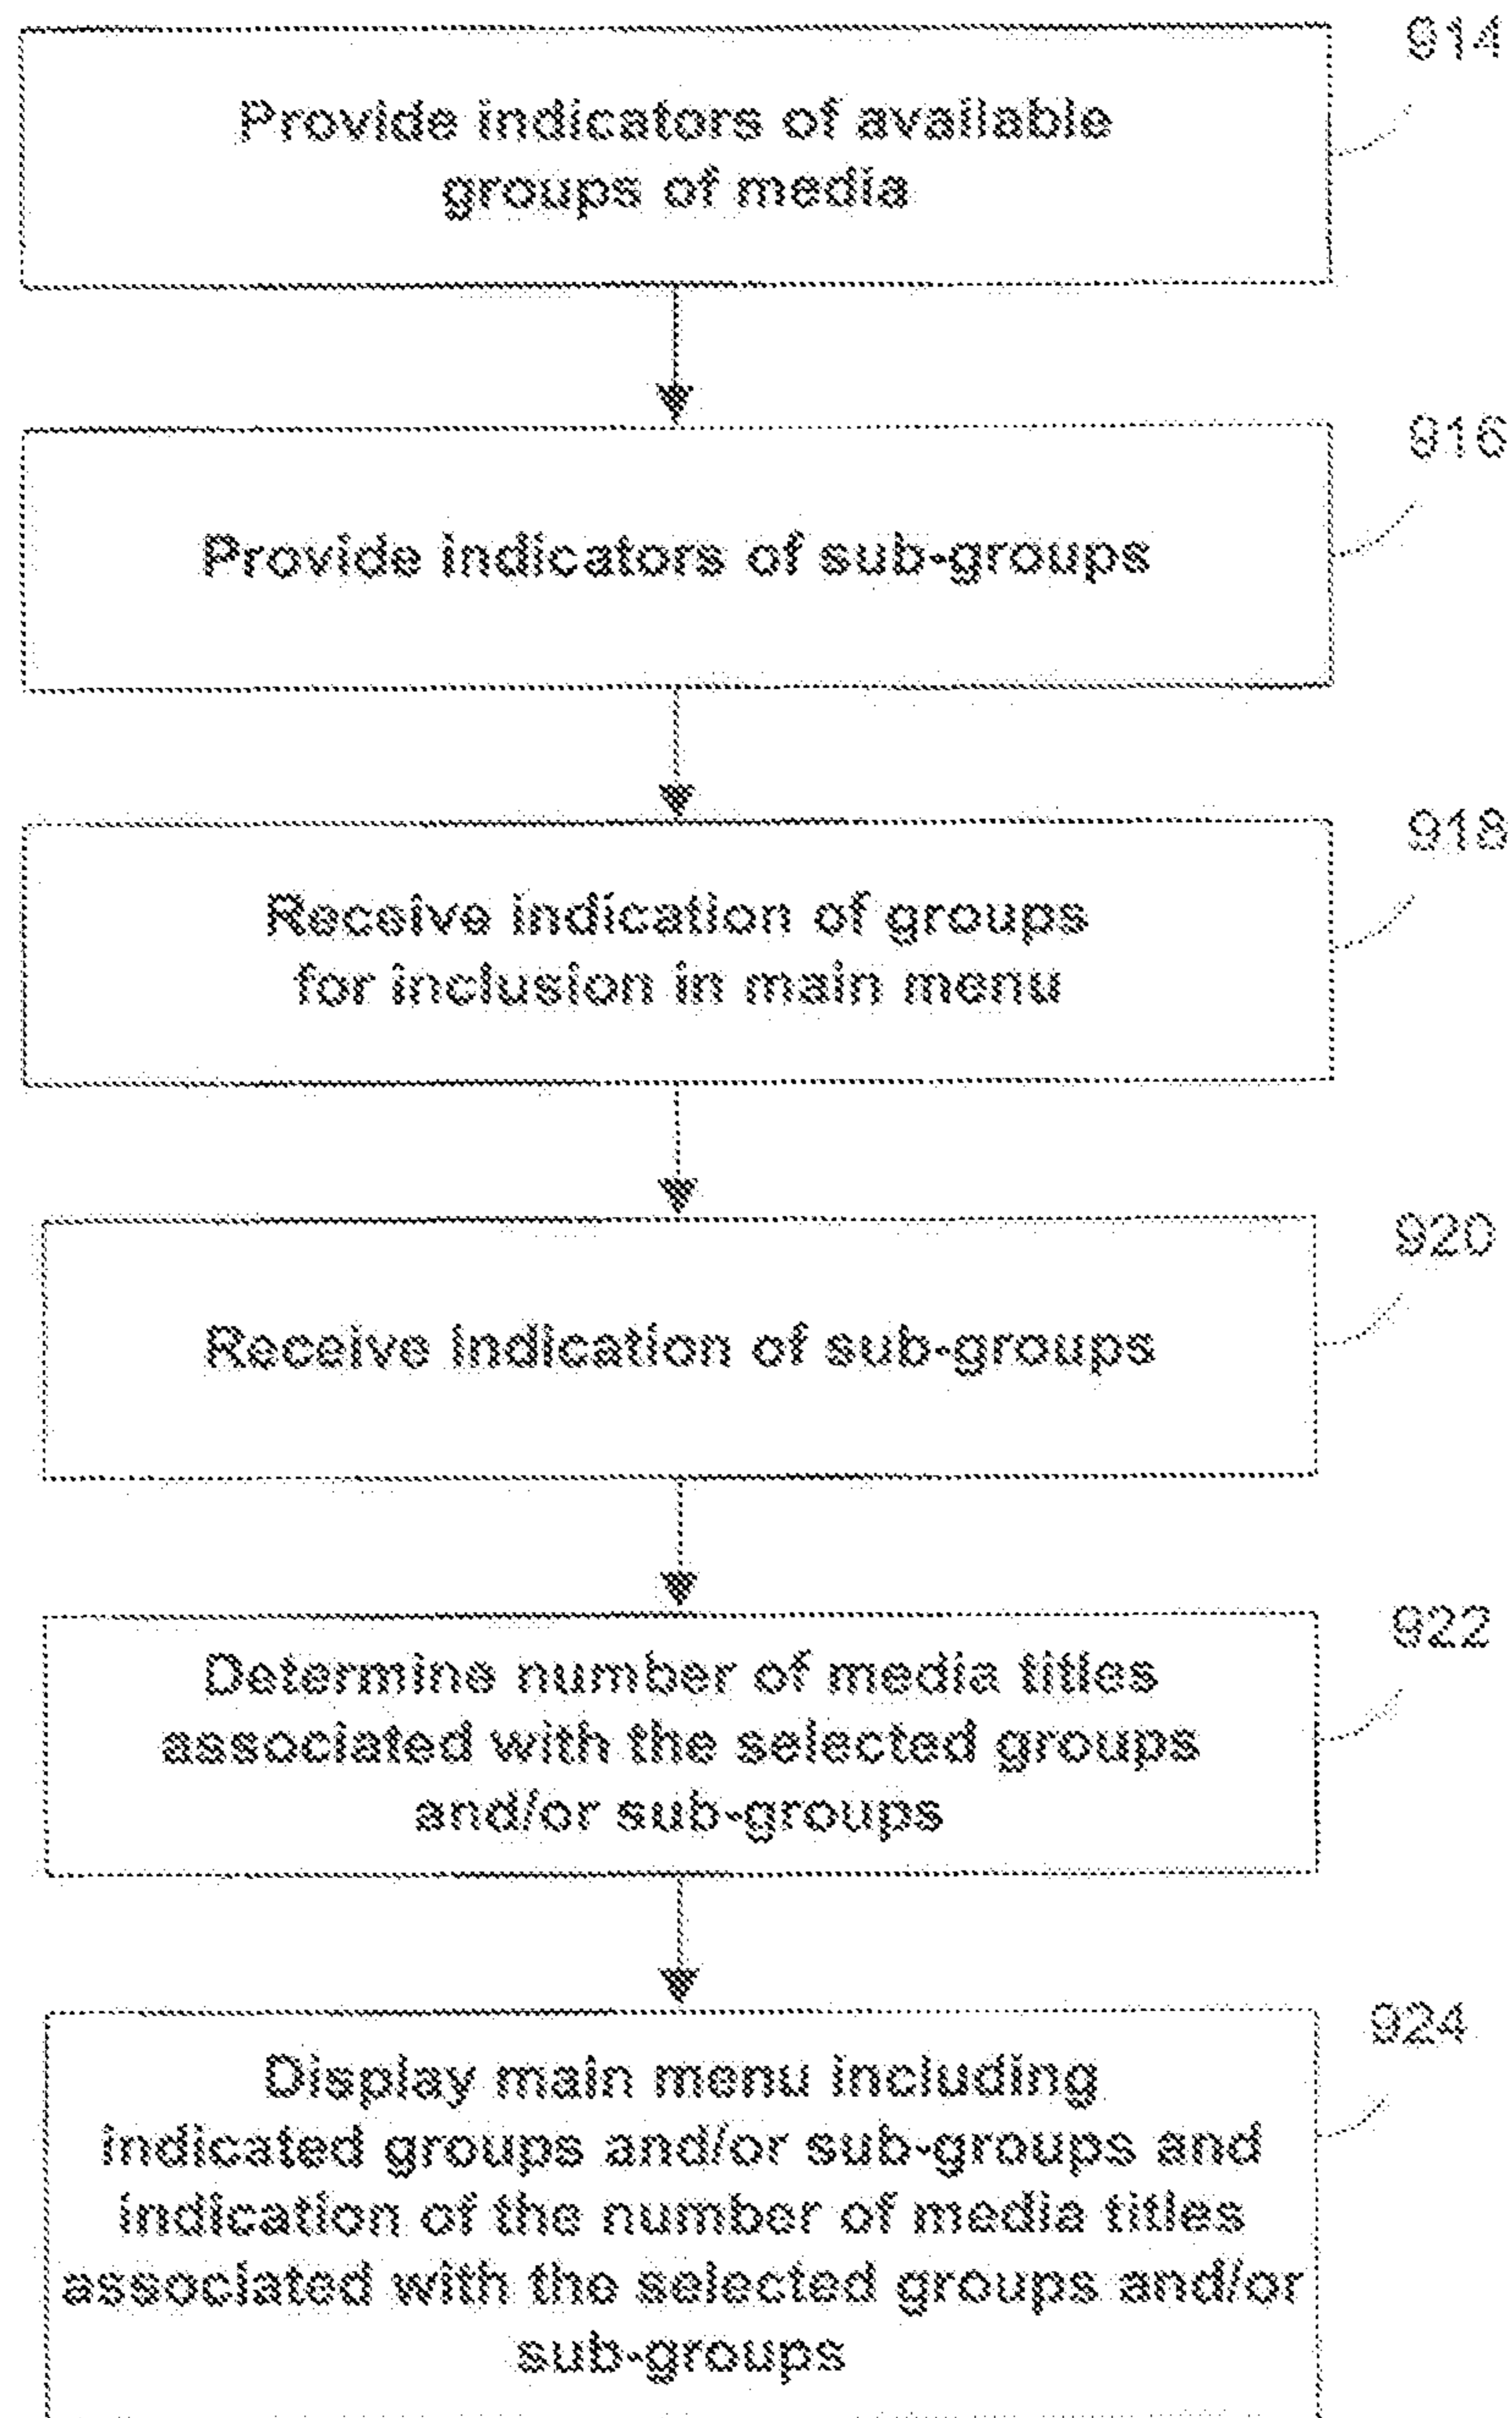 914
Provide indicators of available
groups of media
916
Provide indicators of sub-groups
918
Receive indication of groups
for inclusion in main menu
920
Receive indication of sub-groups
922
Determine number of media titles
associated with the selected groups
and/or sub-groups
924
Display main menu including
indicated groups and/or sub-groups and
indication of the number of media titles
associated with the selected groups and/or
sub-groups